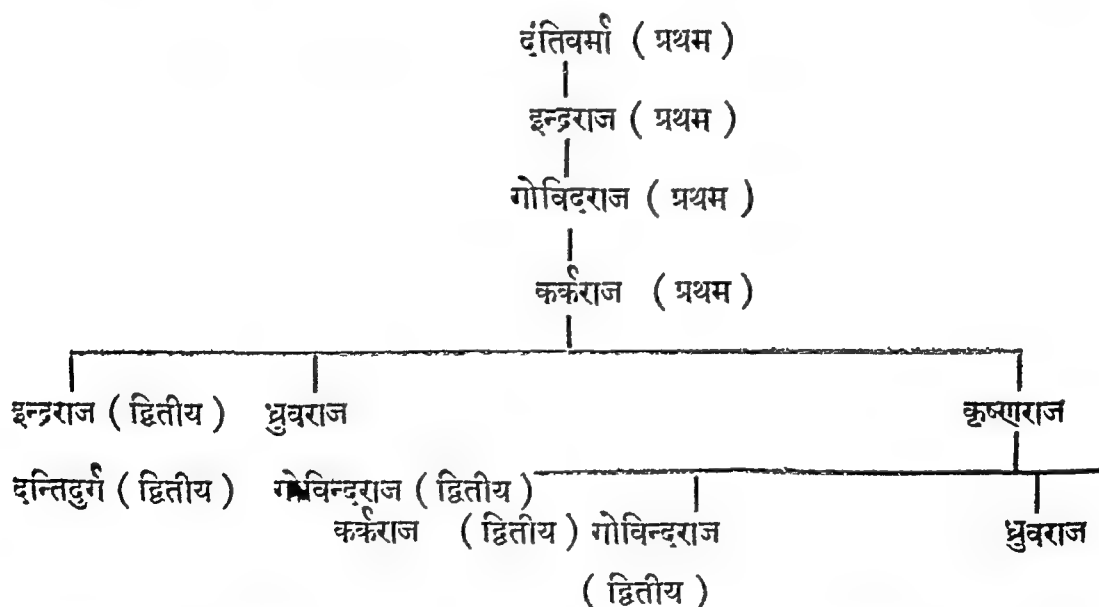 दंतिवर्मा ( प्रथम )
इन्द्रराज ( प्रथम )
गोविंदराज ( प्रथम )
कर्कराज ( प्रथम )
इन्द्रराज ( द्वितीय ) ध्रुवराज कृष्णराज
दन्तिदुर्ग ( द्वितीय ) गोविन्दराज ( द्वितीय )
कर्कराज ( द्वितीय ) गोविन्दराज ध्रुवराज
( द्वितीय )